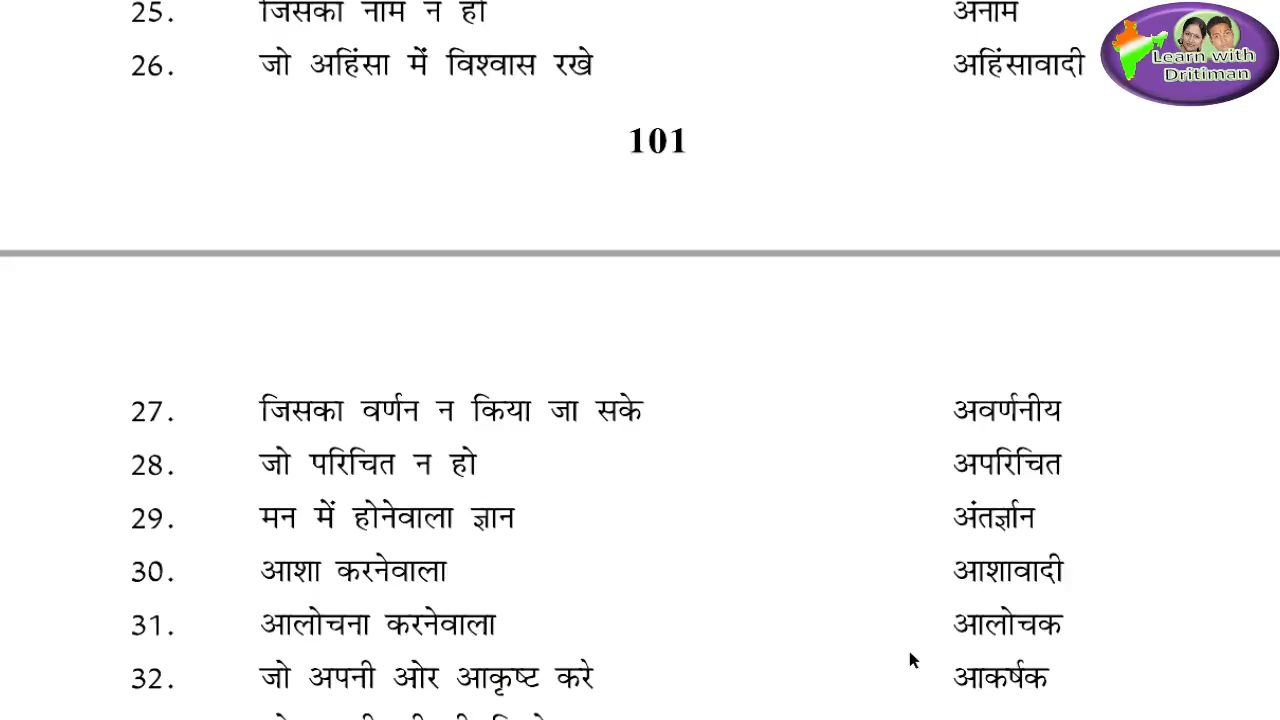 25. जिसका नाम न हो अनाम
26. जो अहिंसा में विश्वास रखे अहिंसावादी
Learn with
Dritiman
101
27. जिसका वर्णन न किया जा सके अवर्णनीय
28. जो परिचित न हो अपरिचित
29. मन में होनेवाला ज्ञान अंतर्ज्ञान
30. आशा करनेवाला आशावादी
31. आलोचना करनेवाला आलोचक
32. जो अपनी ओर आकृष्ट करे आकर्षक